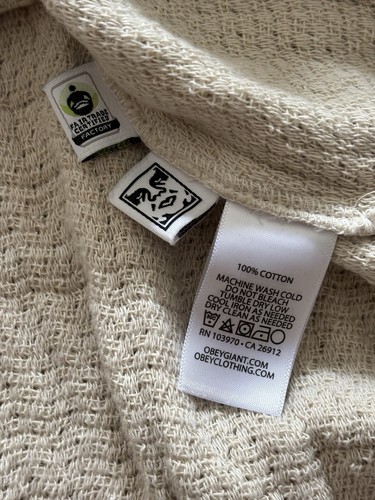 FAIR TRADE
CERTIFIED
FACTORY
100% COTTON
MACHINE WASH COLD
DO NOT BLEACH
TUMBLE DRY LOW
COOL IRON AS NEEDED
DRY CLEAN AS NEEDED
RN 103970 • CA 26912
OBEYGIANT.COM
OBEYCLOTHING.COM